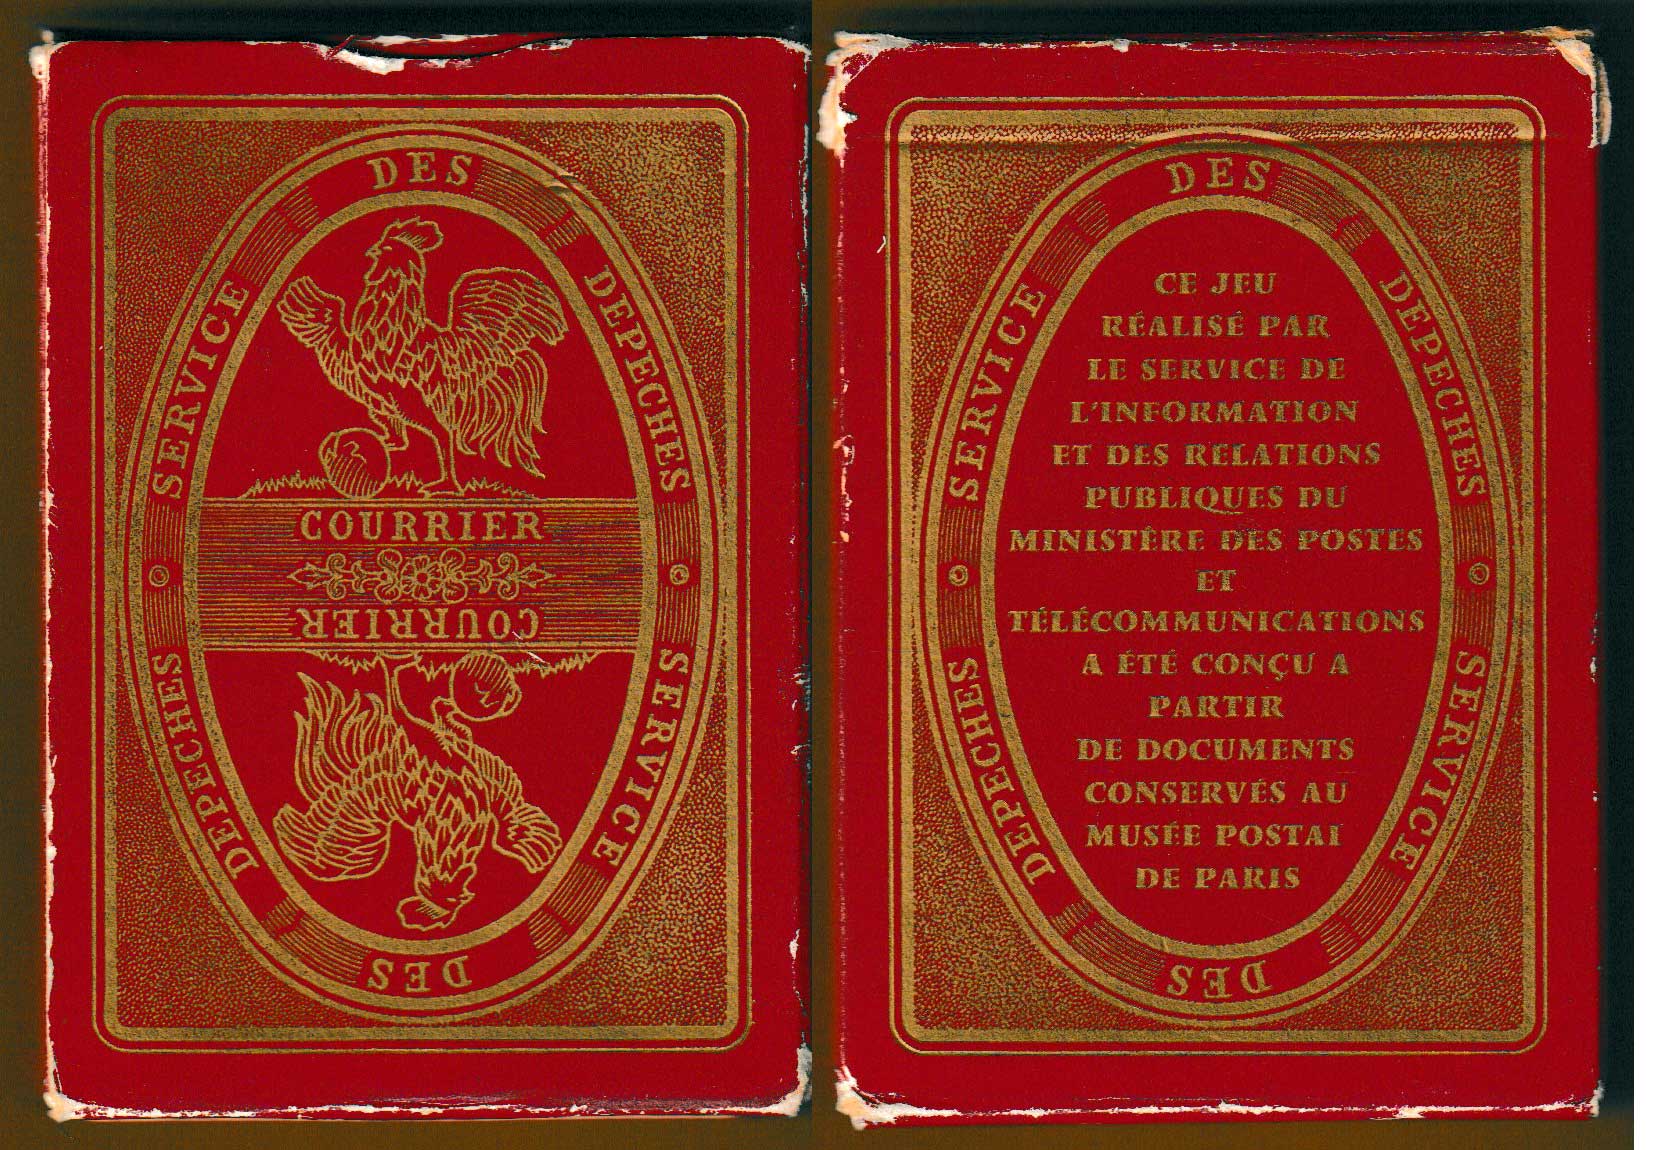 SERVICE DES DEPECHES
COURRIER
COURRIER
SERVICE DES DEPECHES
SERVICE DES DEPECHES
CE JEU
RÉALISÉ PAR
LE SERVICE DE
L'INFORMATION
ET DES RELATIONS
PUBLIQUES DU
MINISTÈRE DES POSTES
ET
TÉLÉCOMMUNICATIONS
A ÉTÉ CONÇU A
PARTIR
DE DOCUMENTS
CONSERVÉS AU
MUSÉE POSTAL
DE PARIS
SERVICE DES DEPECHES